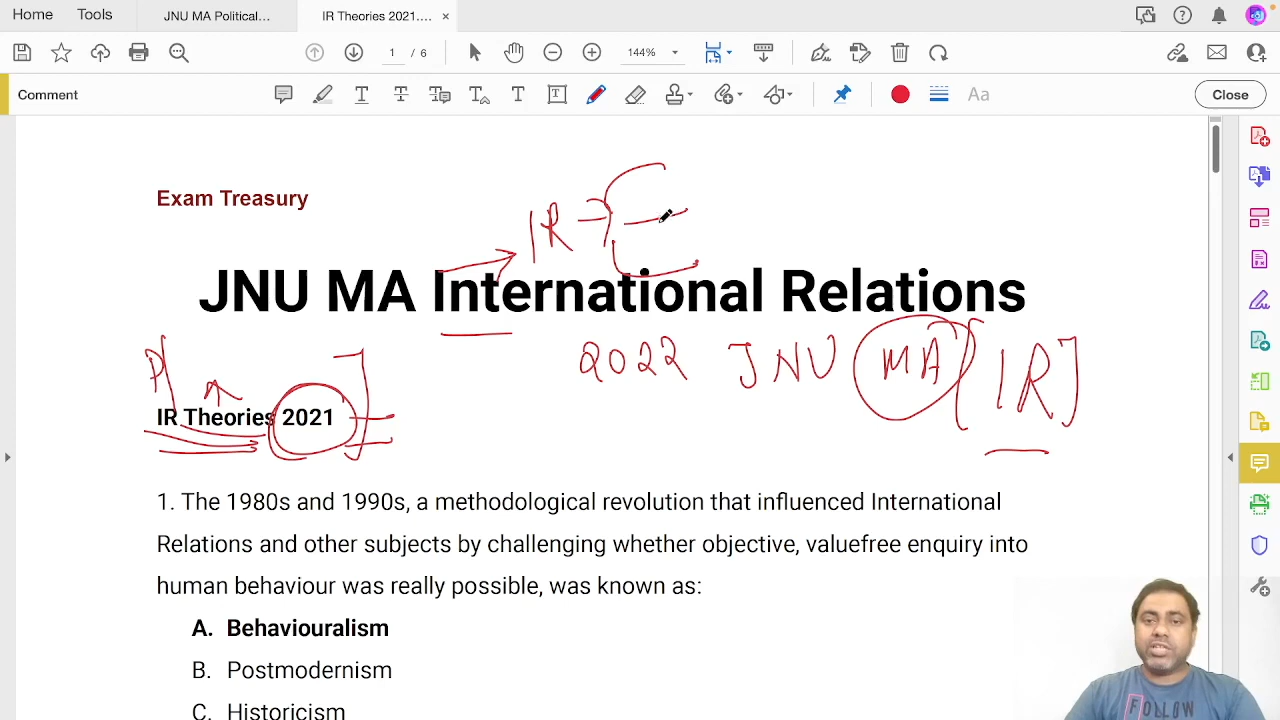 Home Tools JNU MA Political... IR Theories 2021.... ×
1 / 6 144%
Comment Aa Close
Exam Treasury
IR
JNU MA International Relations
2022 JNU MA [IR]
IR Theories 2021
1. The 1980s and 1990s, a methodological revolution that influenced International
Relations and other subjects by challenging whether objective, valuefree enquiry into
human behaviour was really possible, was known as:
A. Behaviouralism
B. Postmodernism
C. Historicism
FOLLOW